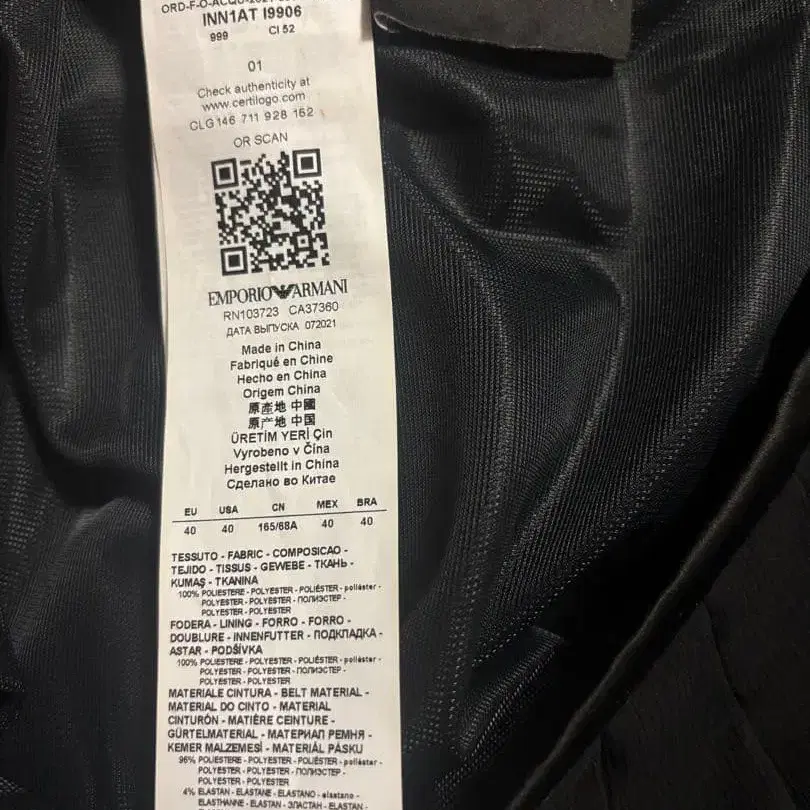 INN1AT I9906
999 CI 52
01
Check authenticity at
www.certilogo.com
CLG 146 711 928 162
OR SCAN
EMPORIO ARMANI
RN103723 CA37360
ДАТА ВЫПУСКА 072021
Made in China
Fabriqué en Chine
Hecho en China
Origem China
原產地 中國
原产地 中国
ÜRETİM YERİ Çin
Vyrobeno v Čína
Hergestellt in China
Сделано во Китае
EU USA CN MEX BRA
40 40 165/68A 40 40
TESSUTO - FABRIC - COMPOSICAO -
TEJIDO - TISSUS - GEWEBE - ТКАНЬ -
KUMAŞ - TKANINA
100% POLIESTERE - POLYESTER - POLIÉSTER - poliéster -
POLYESTER - POLYESTER - ПОЛИЭСТЕР -
POLYESTER - POLYESTER
FODERA - LINING - FORRO - FORRO -
DOUBLURE - INNENFUTTER - ПОДКЛАДКА -
ASTAR - PODŠÍVKA
100% POLIESTERE - POLYESTER - POLIÉSTER - poliéster -
POLYESTER - POLYESTER - ПОЛИЭСТЕР -
POLYESTER - POLYESTER
MATERIALE CINTURA - BELT MATERIAL -
MATERIAL DO CINTO - MATERIAL
CINTURÓN - MATIÈRE CEINTURE -
GÜRTELMATERIAL - МАТЕРИАЛ РЕМНЯ -
KEMER MALZEMESİ - MATERIÁL PÁSKU
96% POLIESTERE - POLYESTER - POLIÉSTER - poliéster -
POLYESTER - POLYESTER - ПОЛИЭСТЕР -
POLYESTER - POLYESTER
4% ELASTAN - ELASTANE - ELASTANO - elastano -
ELASTHANNE - ELASTAN - ЭЛАСТАН - ELASTAN -